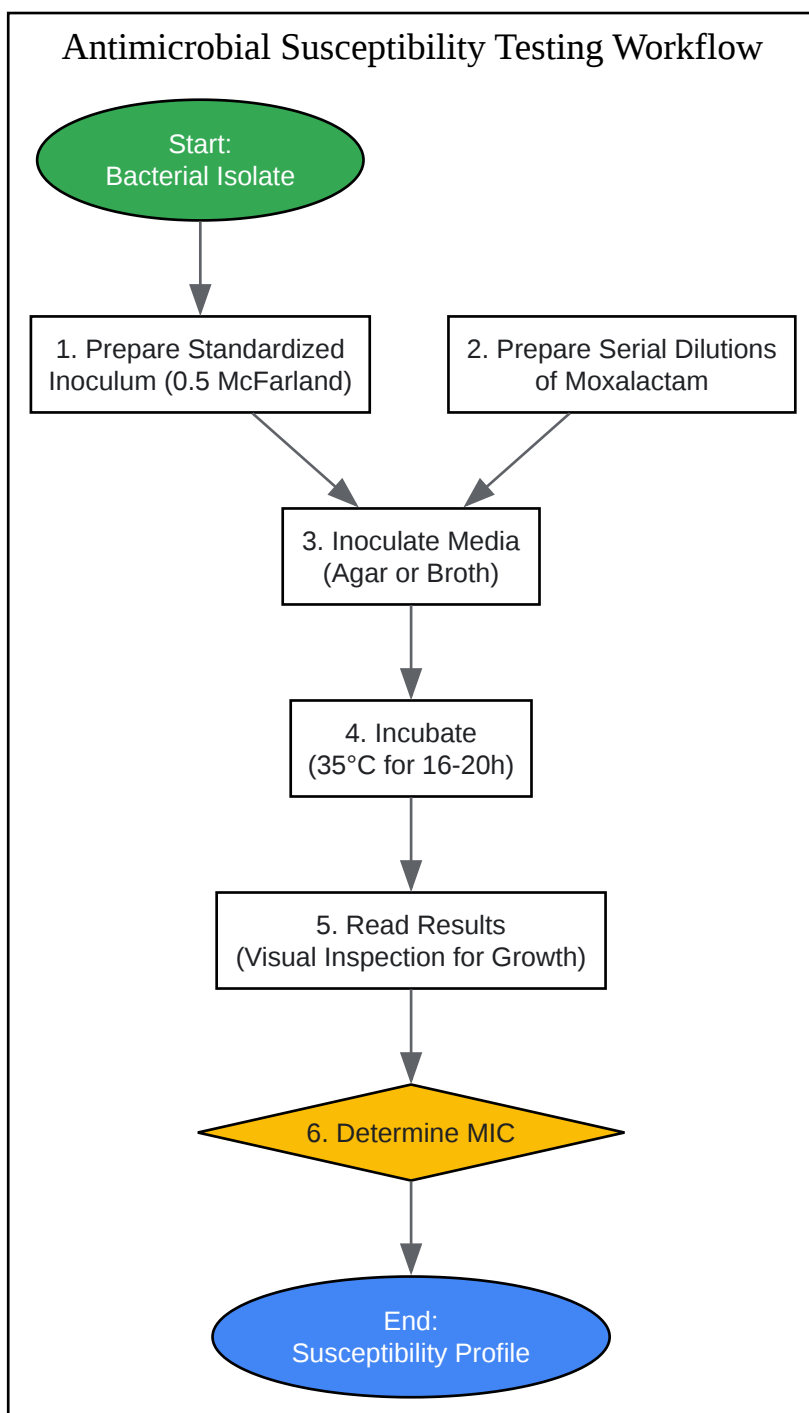 Antimicrobial Susceptibility Testing Workflow
Start:
Bacterial Isolate
1. Prepare Standardized
Inoculum (0.5 McFarland)
2. Prepare Serial Dilutions
of Moxalactam
3. Inoculate Media
(Agar or Broth)
4. Incubate
(35°C for 16-20h)
5. Read Results
(Visual Inspection for Growth)
6. Determine MIC
End:
Susceptibility Profile